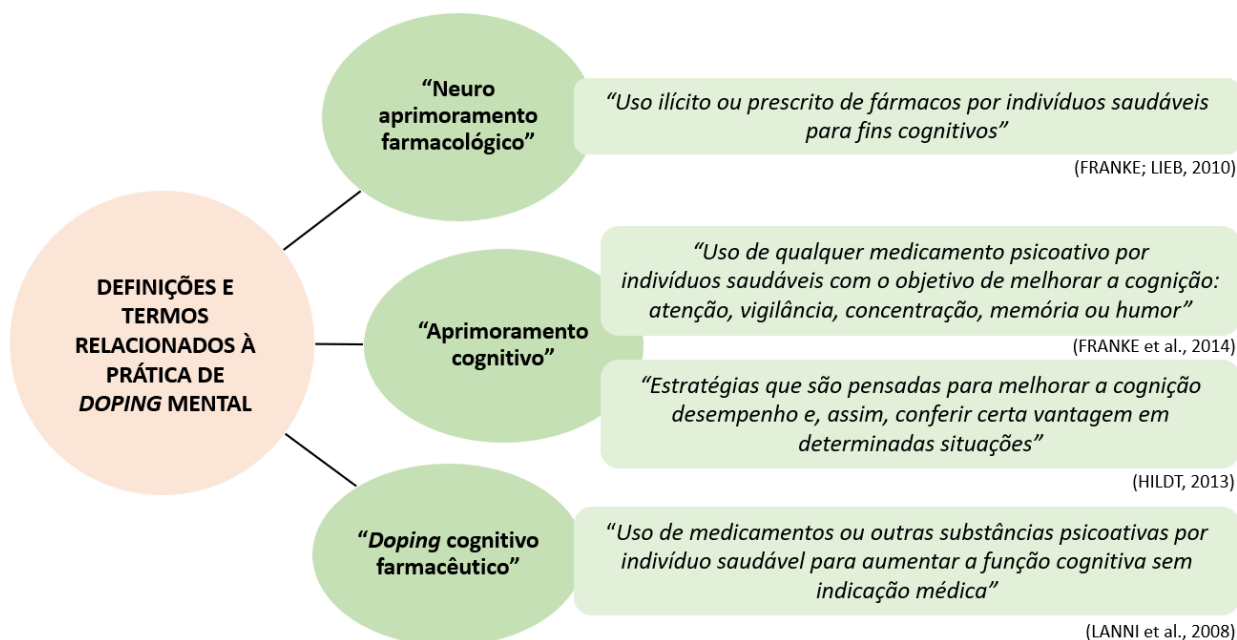 DEFINIÇÕES E
TERMOS
RELACIONADOS À
PRÁTICA DE
DOPING MENTAL
“Neuro
aprimoramento
farmacológico”
“Uso ilícito ou prescrito de fármacos por indivíduos saudáveis
para fins cognitivos”
(FRANKE; LIEB, 2010)
“Aprimoramento
cognitivo”
“Uso de qualquer medicamento psicoativo por
indivíduos saudáveis com o objetivo de melhorar a cognição:
atenção, vigilância, concentração, memória ou humor”
(FRANKE et al., 2014)
“Estratégias que são pensadas para melhorar a cognição
desempenho e, assim, conferir certa vantagem em
determinadas situações”
(HILDT, 2013)
“Doping cognitivo
farmacêutico”
“Uso de medicamentos ou outras substâncias psicoativas por
indivíduo saudável para aumentar a função cognitiva sem
indicação médica”
(LANNI et al., 2008)